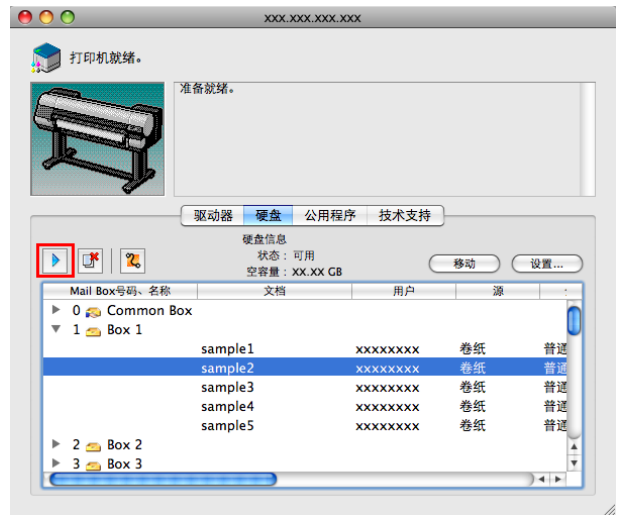 xxx.xxx.xxx.xxx
打印机就绪。
准备就绪。
驱动器 硬盘 公用程序 技术支持
硬盘信息
状态： 可用
空容量： XX.XX GB
移动 设置...
Mail Box号码、名称 文档 用户 源
0 Common Box
1 Box 1
sample1 xxxxxxxx 卷纸 普通
sample2 xxxxxxxx 卷纸 普通
sample3 xxxxxxxx 卷纸 普通
sample4 xxxxxxxx 卷纸 普通
sample5 xxxxxxxx 卷纸 普通
2 Box 2
3 Box 3